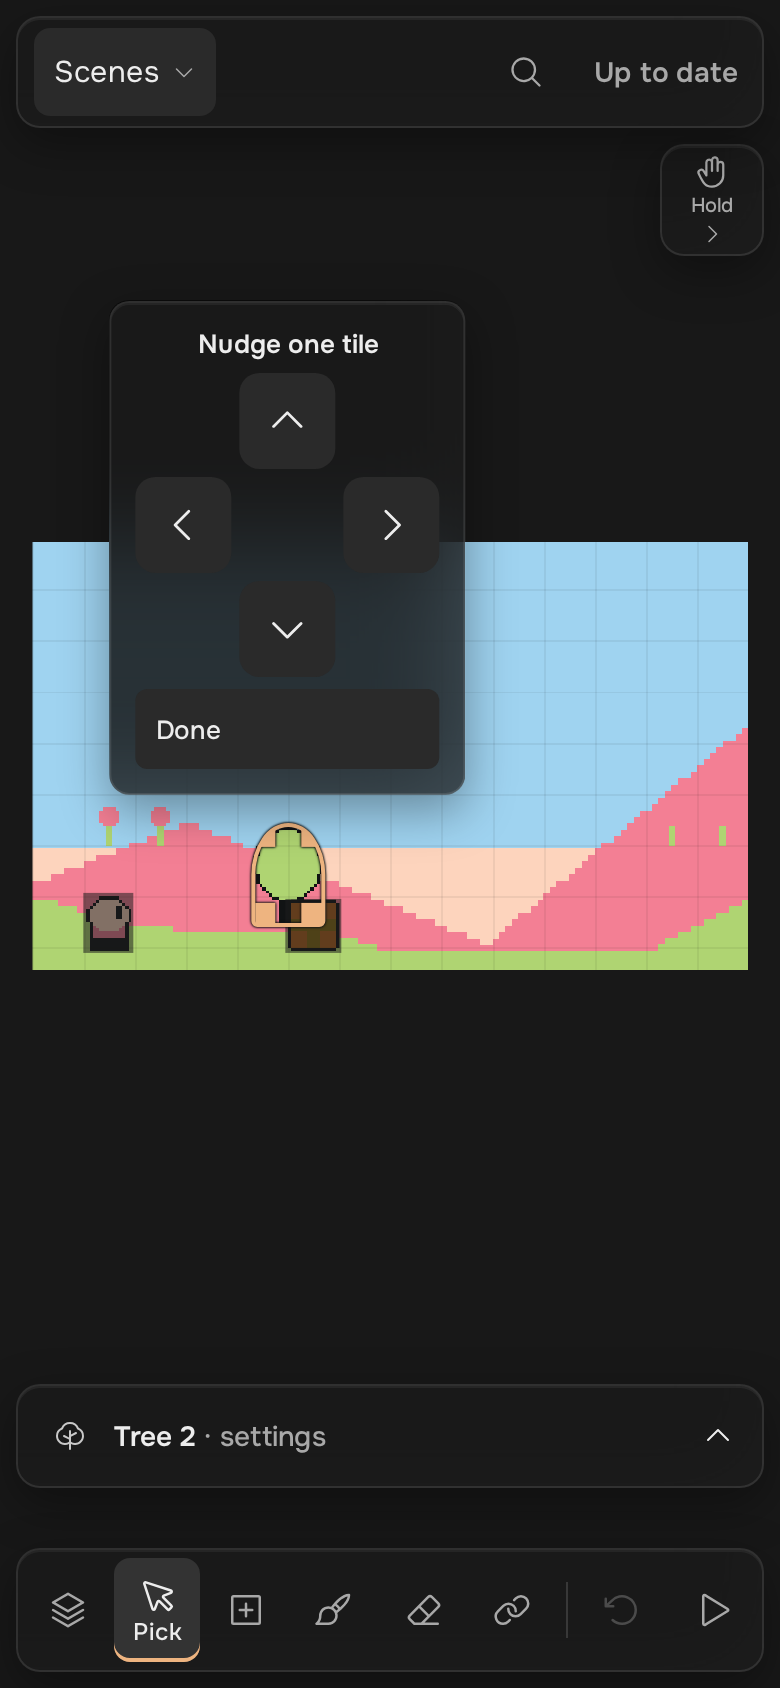 Scenes
Up to date
Hold
Nudge one tile
Done
Tree 2 · settings
Pick